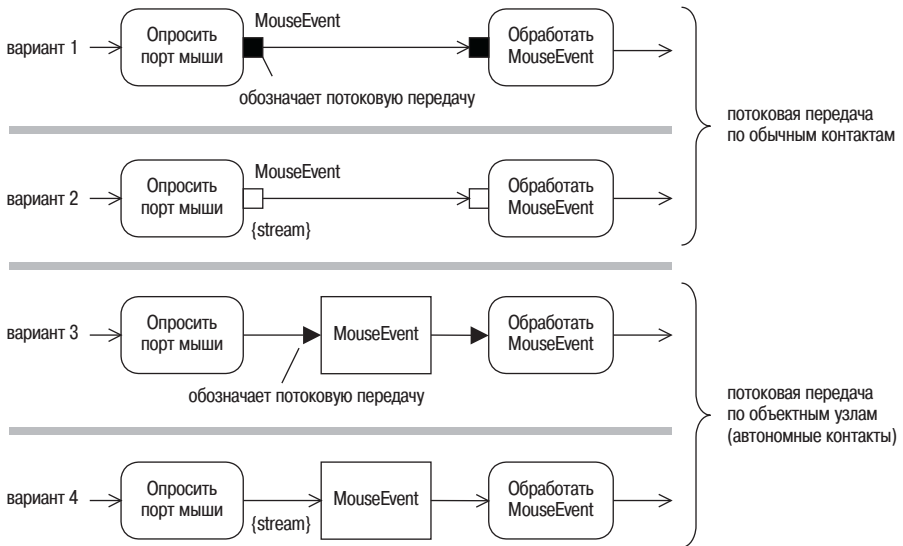 вариант 1
Опросить
порт мыши
MouseEvent
Обработать
MouseEvent
обозначает потоковую передачу
потоковая передача
по обычным контактам
вариант 2
Опросить
порт мыши
MouseEvent
{stream}
Обработать
MouseEvent
вариант 3
Опросить
порт мыши
MouseEvent
Обработать
MouseEvent
обозначает потоковую передачу
потоковая передача
по объектным узлам
(автономные контакты)
вариант 4
Опросить
порт мыши
{stream}
MouseEvent
Обработать
MouseEvent